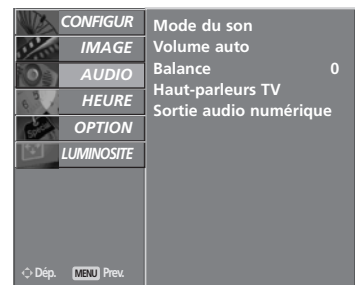 CONFIGUR
IMAGE
AUDIO
HEURE
OPTION
LUMINOSITE
Mode du son
Volume auto
Balance 0
Haut-parleurs TV
Sortie audio numérique
Dép. MENU Prev.